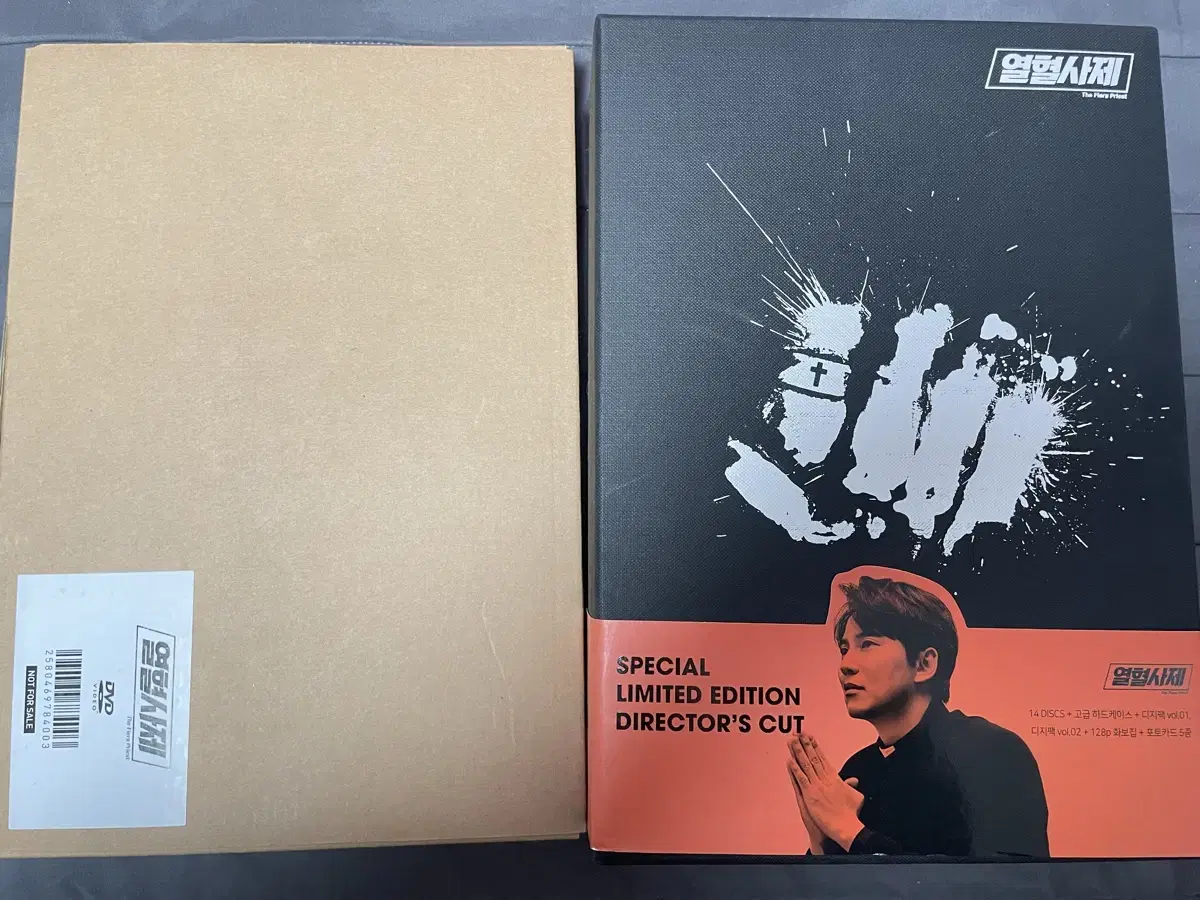 열혈사제
The Fiery Priest
SPECIAL
LIMITED EDITION
DIRECTOR'S CUT
열혈사제
The Fiery Priest
14 DISCS + 고급 하드케이스 + 디지팩 vol.01.
디지팩 vol.02 + 128p 화보집 + 포토카드 5종
열혈사제
The Fiery Priest
DVD
VIDEO
2580469784003
NOT FOR SALE